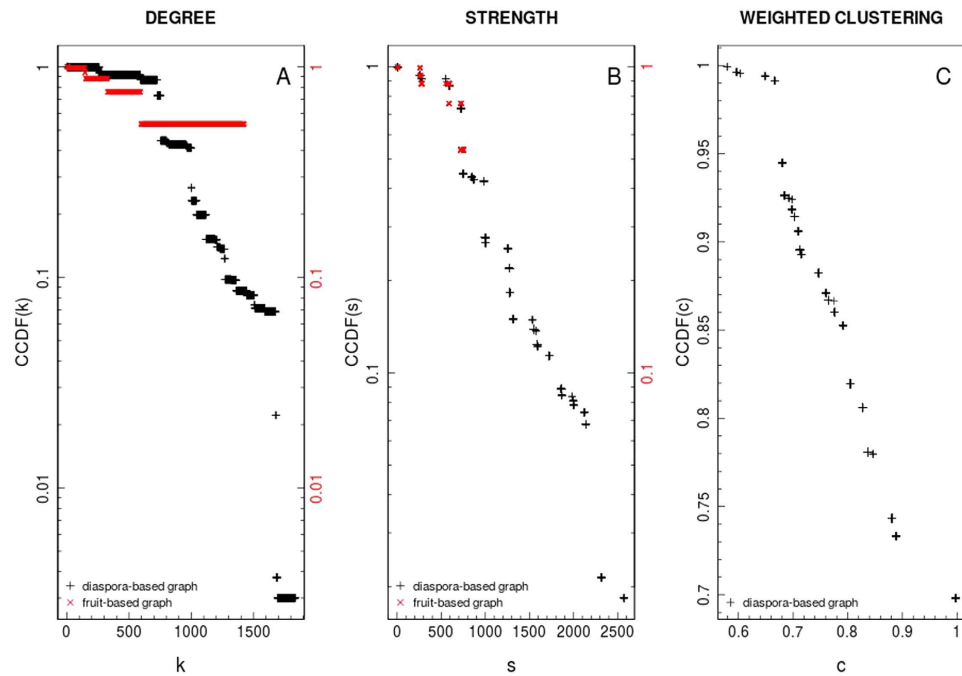 DEGREE
STRENGTH
WEIGHTED CLUSTERING
A
B
C
CCDF(k)
1
0.1
0.01
1
0.1
0.01
+ diaspora-based graph
× fruit-based graph
0 500 1000 1500
k
CCDF(s)
1
0.1
1
0.1
+ diaspora-based graph
× fruit-based graph
0 500 1000 1500 2000 2500
s
CCDF(c)
1
0.95
0.9
0.85
0.8
0.75
0.7
+ diaspora-based graph
0.6 0.7 0.8 0.9 1
c